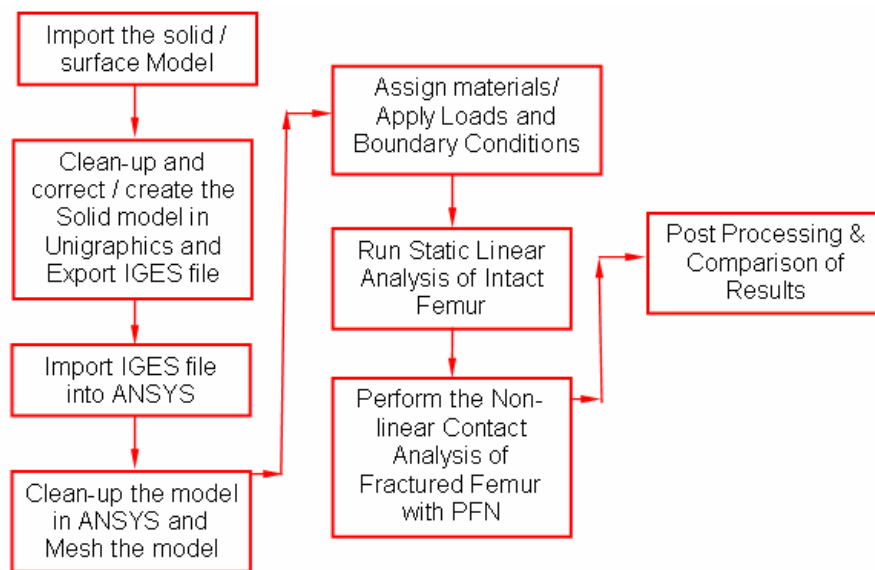 Import the solid /
surface Model
Clean-up and
correct / create the
Solid model in
Unigraphics and
Export IGES file
Import IGES file
into ANSYS
Clean-up the model
in ANSYS and
Mesh the model
Assign materials/
Apply Loads and
Boundary Conditions
Run Static Linear
Analysis of Intact
Femur
Perform the Non-
linear Contact
Analysis of
Fractured Femur
with PFN
Post Processing &
Comparison of
Results